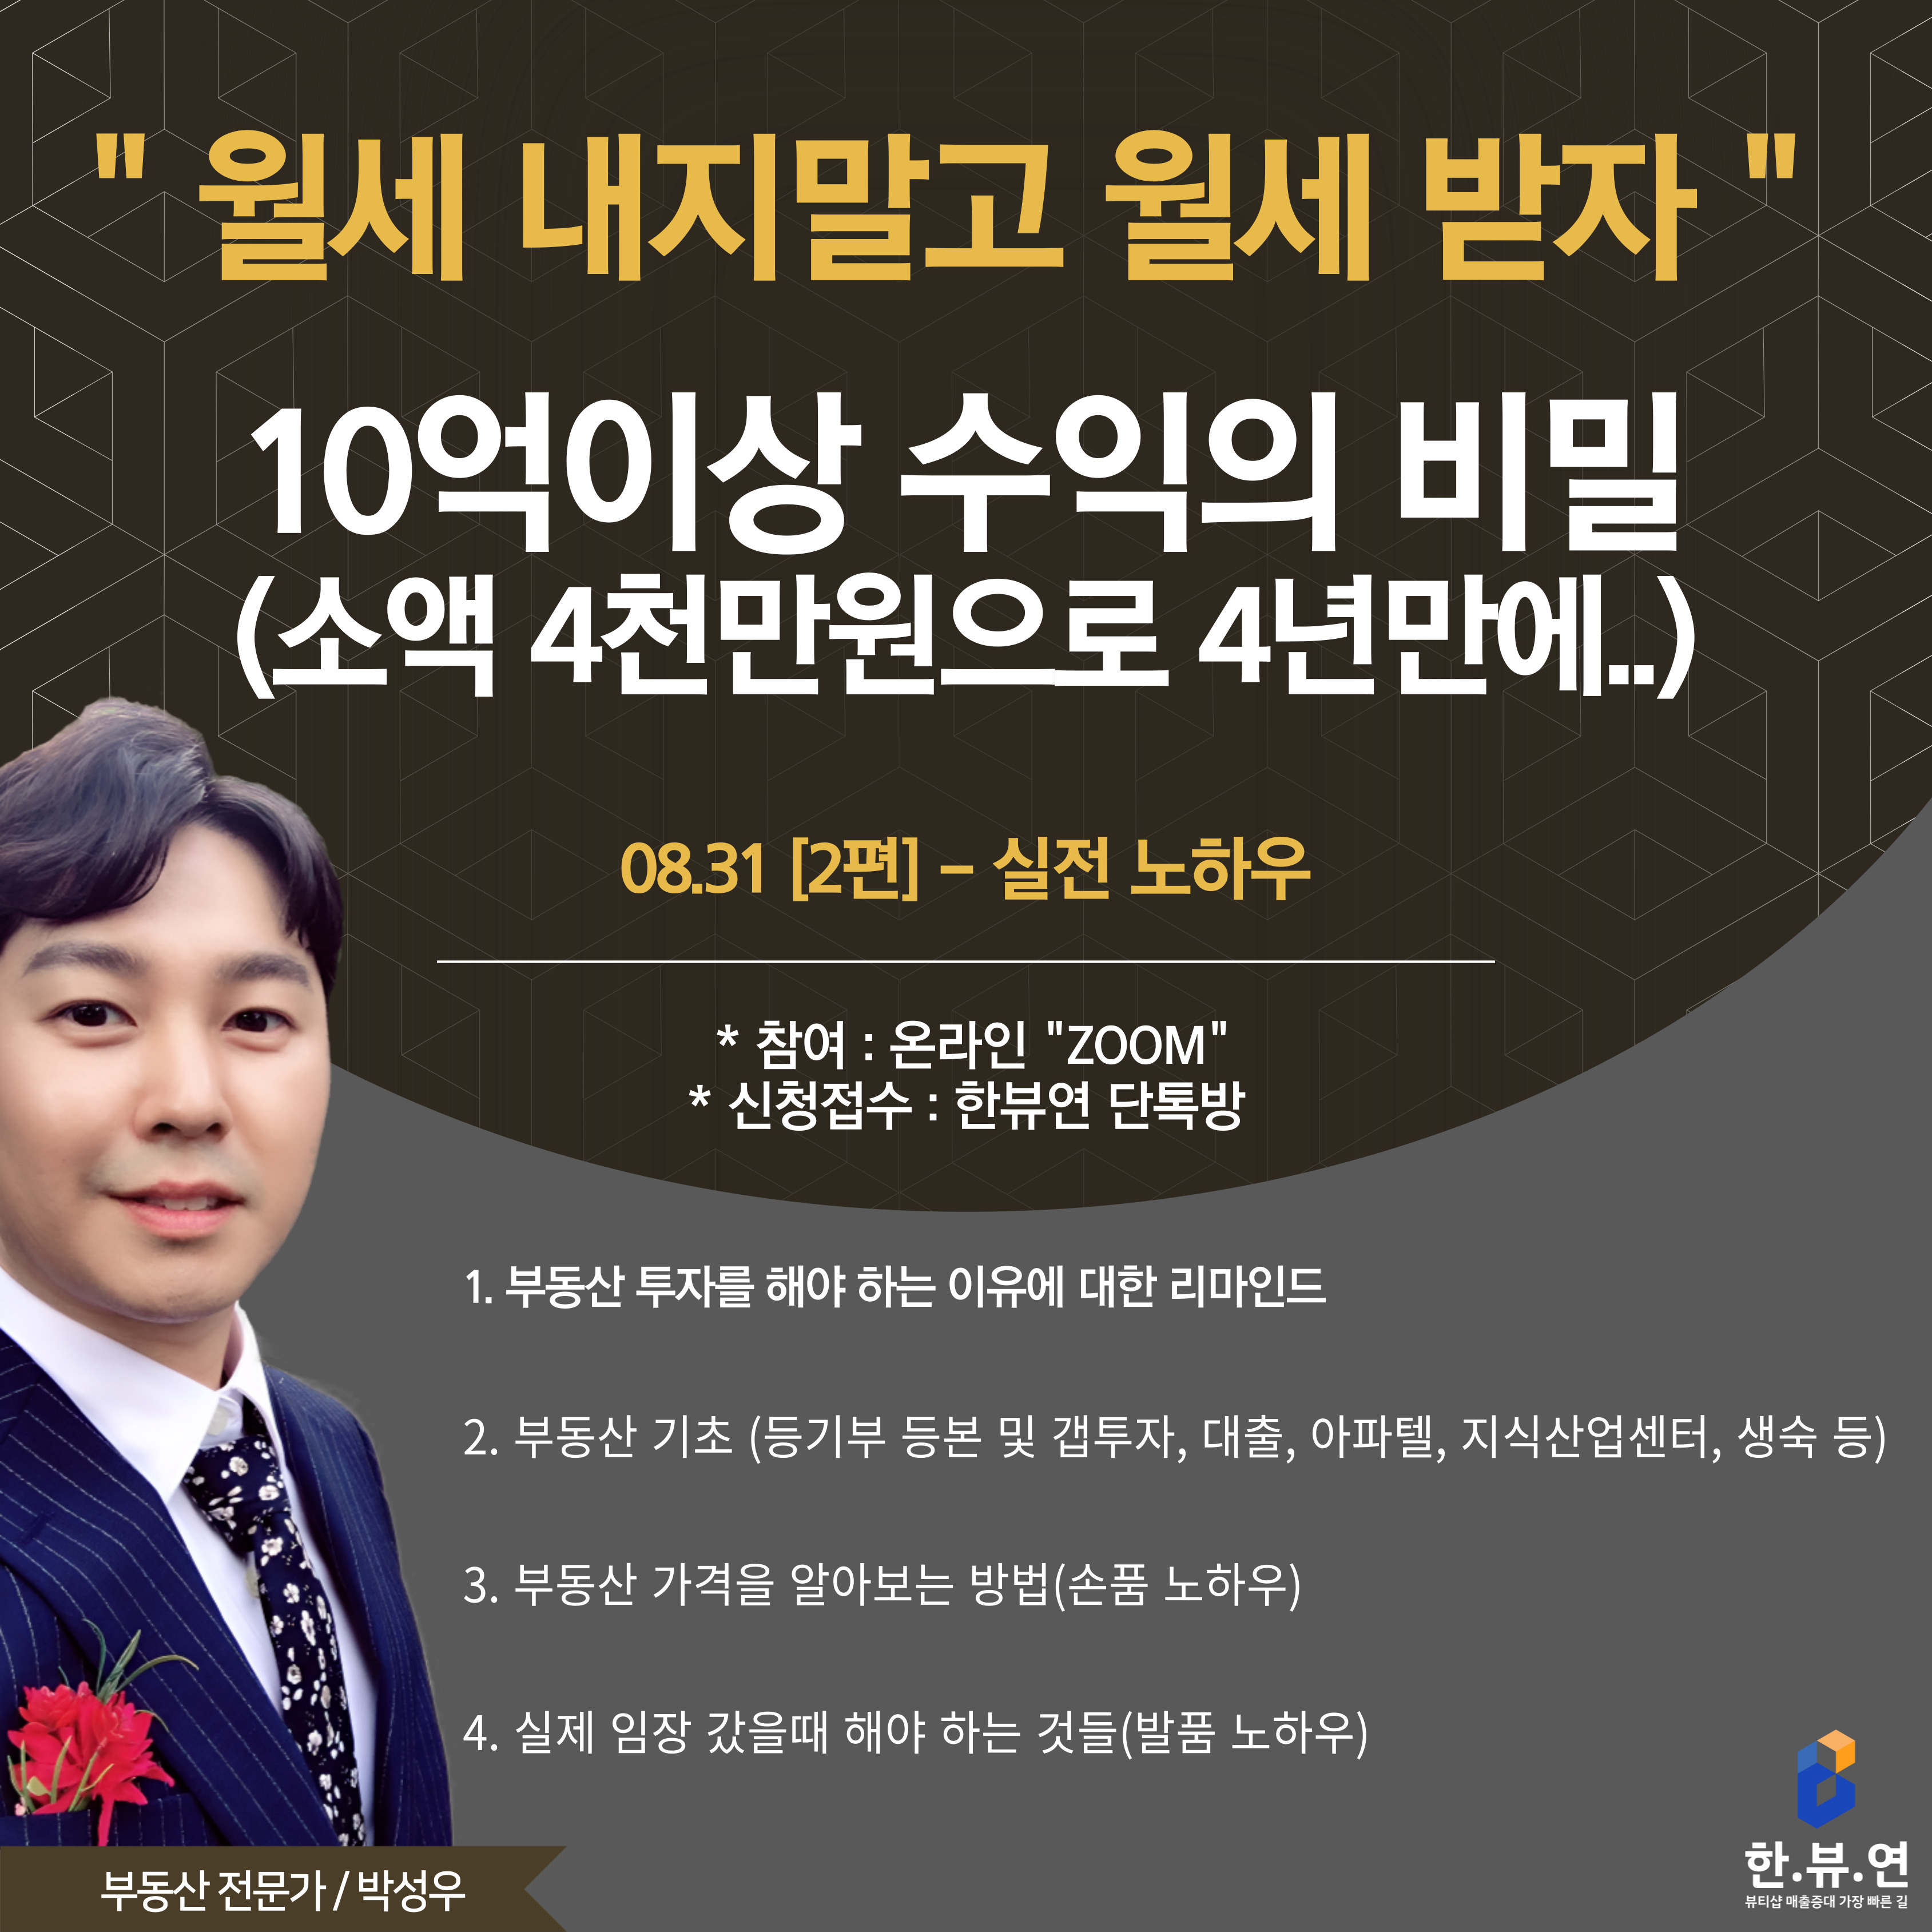 " 월세 내지말고 월세 받자 "
10억이상 수익의 비밀
(소액 4천만원으로 4년만에..)
08.31 [2편] - 실전 노하우
* 참여 : 온라인 "ZOOM"
* 신청접수 : 한뷰연 단톡방
1. 부동산 투자를 해야 하는 이유에 대한 리마인드
2. 부동산 기초 (등기부 등본 및 갭투자, 대출, 아파텔, 지식산업센터, 생숙 등)
3. 부동산 가격을 알아보는 방법(손품 노하우)
4. 실제 임장 갔을때 해야 하는 것들(발품 노하우)
부동산 전문가 / 박성우
한.뷰.연
뷰티샵 매출증대 가장 빠른 길